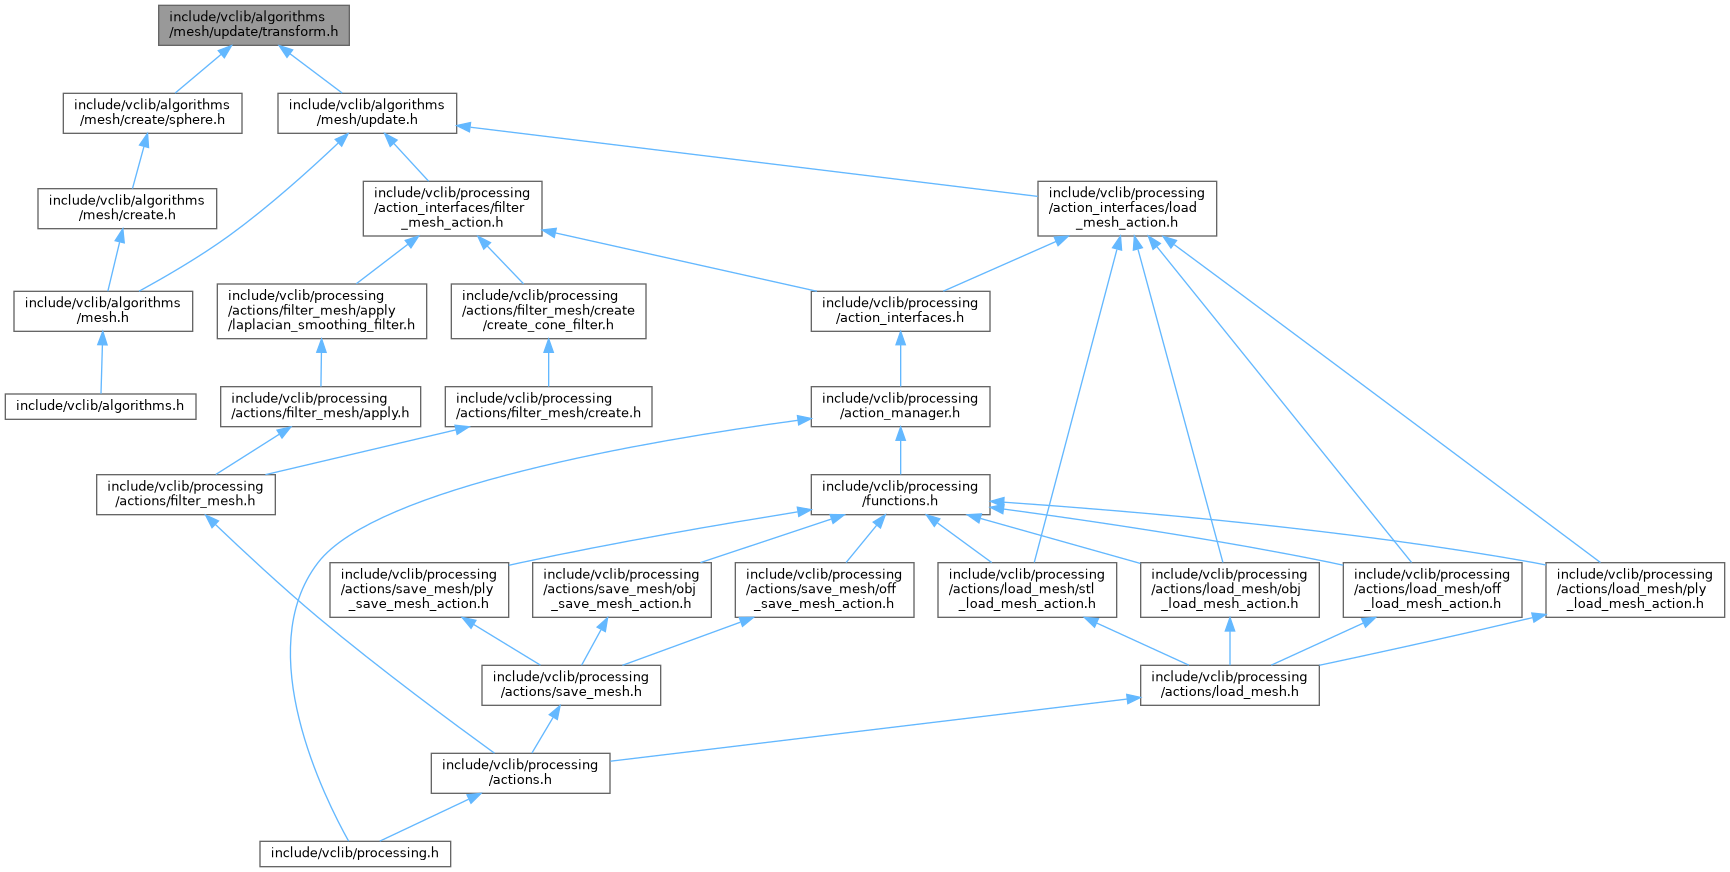 include/vclib/algorithms
/mesh/update/transform.h
include/vclib/algorithms
/mesh/create/sphere.h
include/vclib/algorithms
/mesh/update.h
include/vclib/algorithms
/mesh/create.h
include/vclib/processing
/action_interfaces/filter
_mesh_action.h
include/vclib/processing
/action_interfaces/load
_mesh_action.h
include/vclib/algorithms
/mesh.h
include/vclib/processing
/actions/filter_mesh/apply
/laplacian_smoothing_filter.h
include/vclib/processing
/actions/filter_mesh/create
/create_cone_filter.h
include/vclib/processing
/action_interfaces.h
include/vclib/algorithms.h
include/vclib/processing
/actions/filter_mesh/apply.h
include/vclib/processing
/actions/filter_mesh/create.h
include/vclib/processing
/action_manager.h
include/vclib/processing
/actions/filter_mesh.h
include/vclib/processing
/functions.h
include/vclib/processing
/actions/save_mesh/ply
_save_mesh_action.h
include/vclib/processing
/actions/save_mesh/obj
_save_mesh_action.h
include/vclib/processing
/actions/save_mesh/off
_save_mesh_action.h
include/vclib/processing
/actions/load_mesh/stl
_load_mesh_action.h
include/vclib/processing
/actions/load_mesh/obj
_load_mesh_action.h
include/vclib/processing
/actions/load_mesh/off
_load_mesh_action.h
include/vclib/processing
/actions/load_mesh/ply
_load_mesh_action.h
include/vclib/processing
/actions/save_mesh.h
include/vclib/processing
/actions/load_mesh.h
include/vclib/processing
/actions.h
include/vclib/processing.h